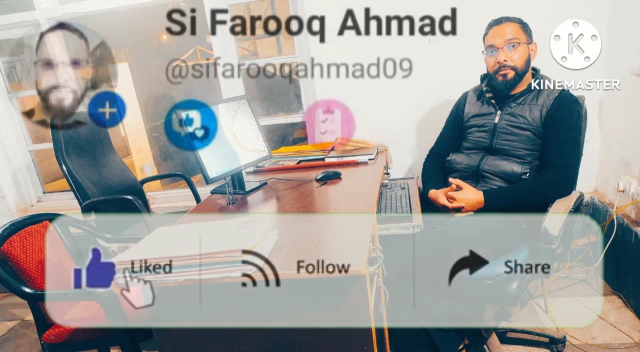 Si Farooq Ahmad
@sifarooqahmad09
KINEMASTER
Liked
Follow
Share